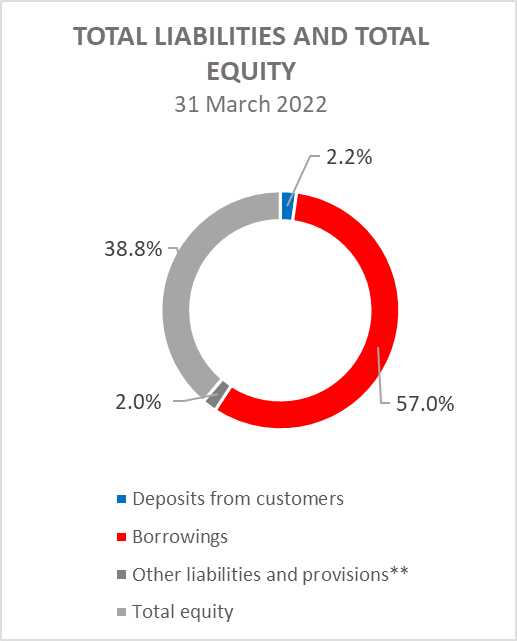 TOTAL LIABILITIES AND TOTAL
EQUITY
31 March 2022
2.2%
38.8%
2.0%
57.0%
Deposits from customers
Borrowings
Other liabilities and provisions**
Total equity